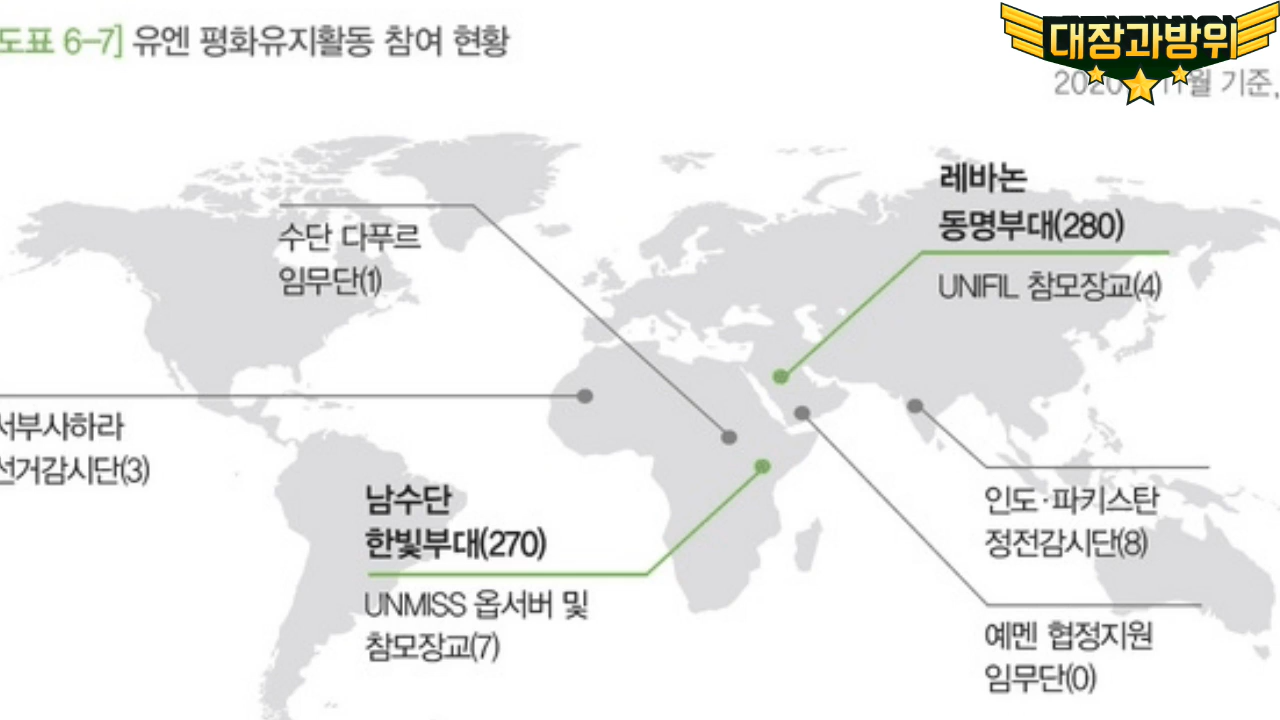 도표 6-7] 유엔 평화유지활동 참여 현황
대장과방위
2020 11월 기준,
레바논
동명부대(280)
UNIFIL 참모장교(4)
수단 다푸르
임무단(1)
서부사하라
선거감시단(3)
남수단
한빛부대(270)
UNMISS 옵서버 및
참모장교(7)
인도·파키스탄
정전감시단(8)
예멘 협정지원
임무단(0)